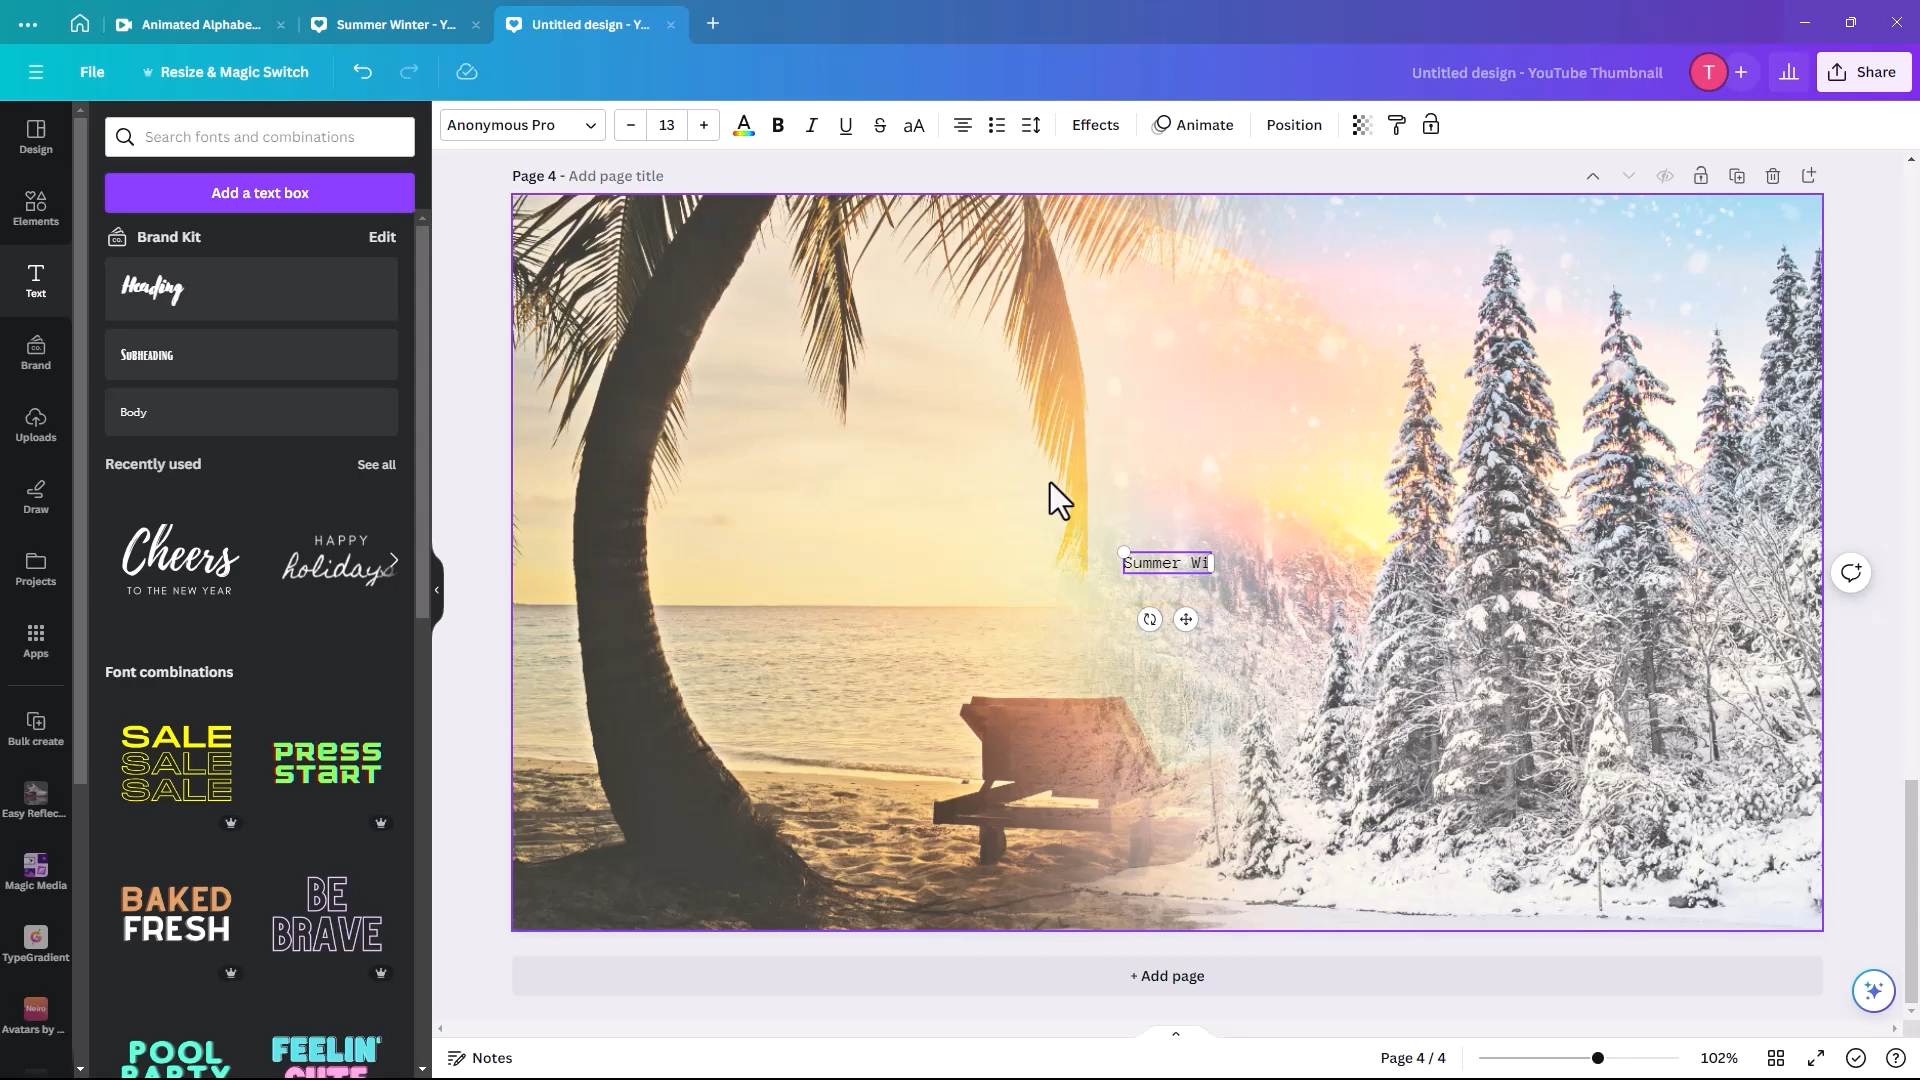 Animated Alphabe...
Summer Winter - Y...
Untitled design - Y...
File
Resize & Magic Switch
Untitled design - YouTube Thumbnail
T
Share
Design
Elements
Text
Brand
Uploads
Draw
Projects
Apps
Bulk create
Easy Reflec...
Magic Media
TypeGradient
Neiro
Avatars by ...
Search fonts and combinations
Add a text box
Brand Kit
Edit
Heading
Subheading
Body
Recently used
See all
Cheers
TO THE NEW YEAR
HAPPY
holidays
Font combinations
SALE
SALE
SALE
PRESS
START
BAKED
FRESH
BE
BRAVE
POOL
PARTY
FEELIN'
CUTE
Anonymous Pro
13
A
B
I
U
S
aA
Effects
Animate
Position
Page 4 - Add page title
Summer Wi
+ Add page
Notes
Page 4 / 4
102%